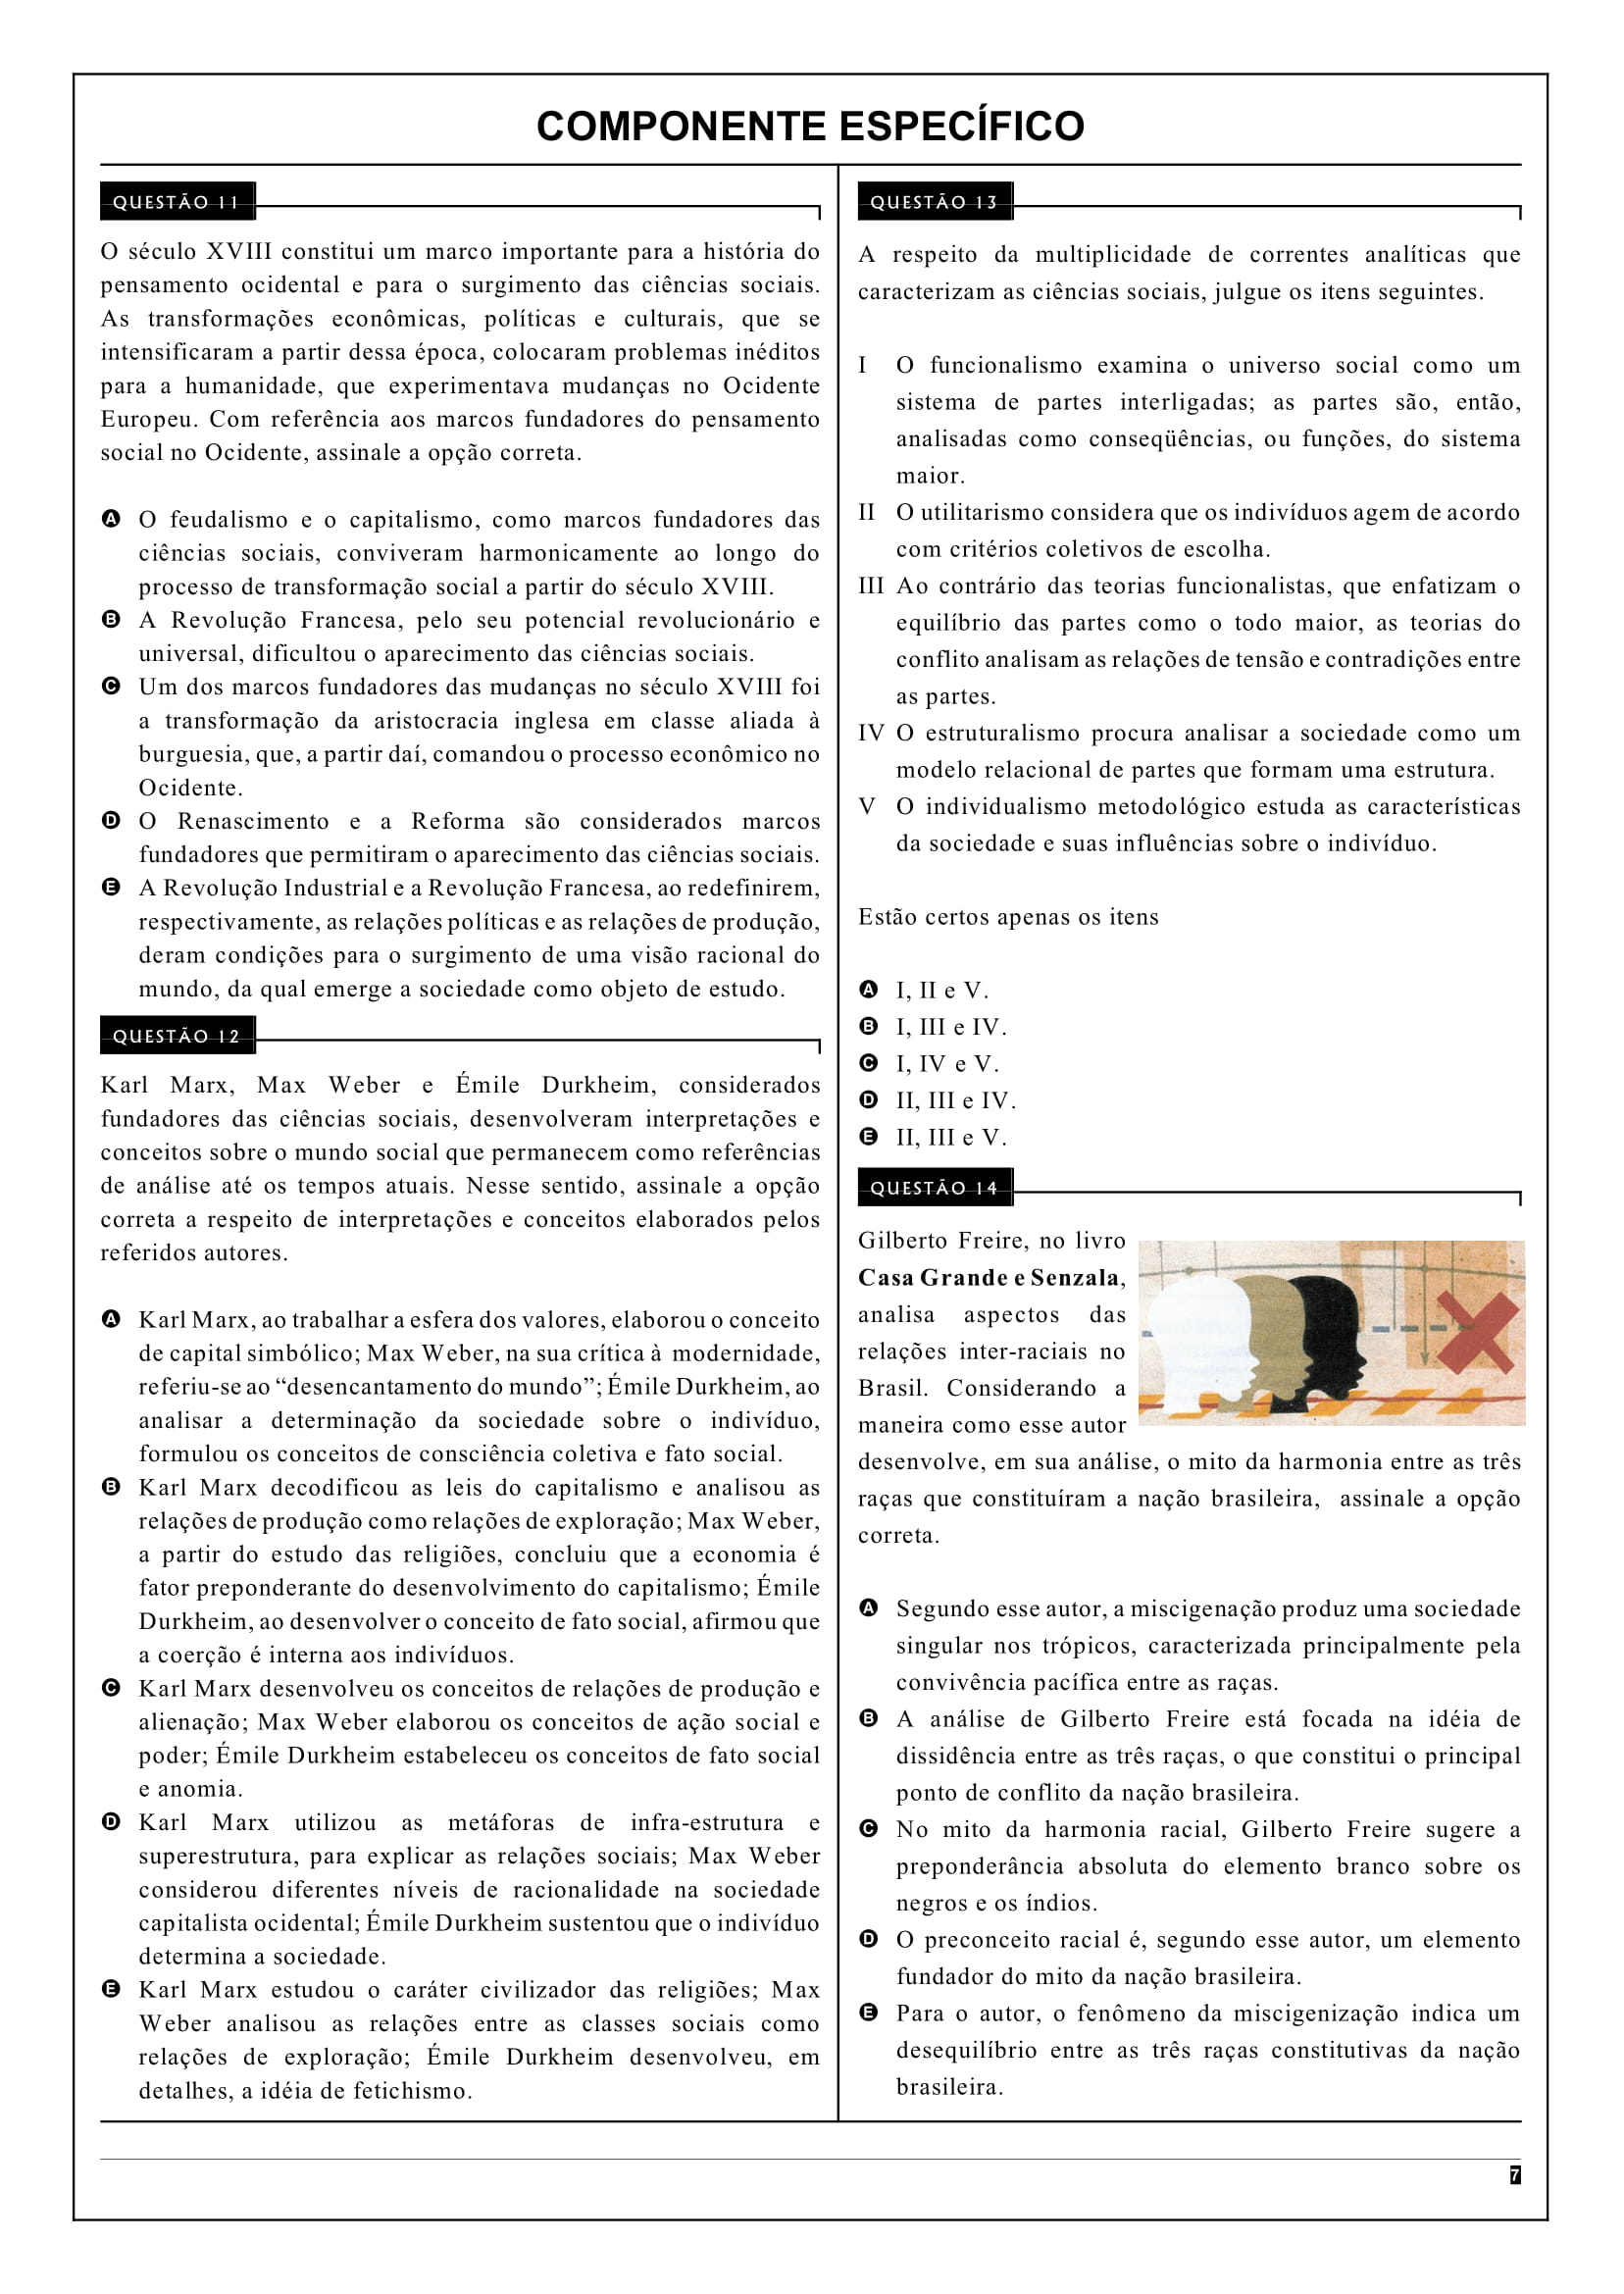 COMPONENTE ESPECÍFICO
QUESTÃO 11
O século XVIII constitui um marco importante para a história do
pensamento ocidental e para o surgimento das ciências sociais.
As transformações econômicas, políticas e culturais, que se
intensificaram a partir dessa época, colocaram problemas inéditos
para a humanidade, que experimentava mudanças no Ocidente
Europeu. Com referência aos marcos fundadores do pensamento
social no Ocidente, assinale a opção correta.
A O feudalismo e o capitalismo, como marcos fundadores das
ciências sociais, conviveram harmonicamente ao longo do
processo de transformação social a partir do século XVIII.
B A Revolução Francesa, pelo seu potencial revolucionário e
universal, dificultou o aparecimento das ciências sociais.
C Um dos marcos fundadores das mudanças no século XVIII foi
a transformação da aristocracia inglesa em classe aliada à
burguesia, que, a partir daí, comandou o processo econômico no
Ocidente.
D O Renascimento e a Reforma são considerados marcos
fundadores que permitiram o aparecimento das ciências sociais.
E A Revolução Industrial e a Revolução Francesa, ao redefinirem,
respectivamente, as relações políticas e as relações de produção,
deram condições para o surgimento de uma visão racional do
mundo, da qual emerge a sociedade como objeto de estudo.
QUESTÃO 12
Karl Marx, Max Weber e Émile Durkheim, considerados
fundadores das ciências sociais, desenvolveram interpretações e
conceitos sobre o mundo social que permanecem como referências
de análise até os tempos atuais. Nesse sentido, assinale a opção
correta a respeito de interpretações e conceitos elaborados pelos
referidos autores.
A Karl Marx, ao trabalhar a esfera dos valores, elaborou o conceito
de capital simbólico; Max Weber, na sua crítica à modernidade,
referiu-se ao “desencantamento do mundo”; Émile Durkheim, ao
analisar a determinação da sociedade sobre o indivíduo,
formulou os conceitos de consciência coletiva e fato social.
B Karl Marx decodificou as leis do capitalismo e analisou as
relações de produção como relações de exploração; Max Weber,
a partir do estudo das religiões, concluiu que a economia é
fator preponderante do desenvolvimento do capitalismo; Émile
Durkheim, ao desenvolver o conceito de fato social, afirmou que
a coerção é interna aos indivíduos.
C Karl Marx desenvolveu os conceitos de relações de produção e
alienação; Max Weber elaborou os conceitos de ação social e
poder; Émile Durkheim estabeleceu os conceitos de fato social
e anomia.
D Karl Marx utilizou as metáforas de infra-estrutura e
superestrutura, para explicar as relações sociais; Max Weber
considerou diferentes níveis de racionalidade na sociedade
capitalista ocidental; Émile Durkheim sustentou que o indivíduo
determina a sociedade.
E Karl Marx estudou o caráter civilizador das religiões; Max
Weber analisou as relações entre as classes sociais como
relações de exploração; Émile Durkheim desenvolveu, em
detalhes, a idéia de fetichismo.
QUESTÃO 13
A respeito da multiplicidade de correntes analíticas que
caracterizam as ciências sociais, julgue os itens seguintes.
I O funcionalismo examina o universo social como um
sistema de partes interligadas; as partes são, então,
analisadas como conseqüências, ou funções, do sistema
maior.
II O utilitarismo considera que os indivíduos agem de acordo
com critérios coletivos de escolha.
III Ao contrário das teorias funcionalistas, que enfatizam o
equilíbrio das partes como o todo maior, as teorias do
conflito analisam as relações de tensão e contradições entre
as partes.
IV O estruturalismo procura analisar a sociedade como um
modelo relacional de partes que formam uma estrutura.
V O individualismo metodológico estuda as características
da sociedade e suas influências sobre o indivíduo.
Estão certos apenas os itens
A I, II e V.
B I, III e IV.
C I, IV e V.
D II, III e IV.
E II, III e V.
QUESTÃO 14
Gilberto Freire, no livro
Casa Grande e Senzala,
analisa aspectos das
relações inter-raciais no
Brasil. Considerando a
maneira como esse autor
desenvolve, em sua análise, o mito da harmonia entre as três
raças que constituíram a nação brasileira, assinale a opção
correta.
A Segundo esse autor, a miscigenação produz uma sociedade
singular nos trópicos, caracterizada principalmente pela
convivência pacífica entre as raças.
B A análise de Gilberto Freire está focada na idéia de
dissidência entre as três raças, o que constitui o principal
ponto de conflito da nação brasileira.
C No mito da harmonia racial, Gilberto Freire sugere a
preponderância absoluta do elemento branco sobre os
negros e os índios.
D O preconceito racial é, segundo esse autor, um elemento
fundador do mito da nação brasileira.
E Para o autor, o fenômeno da miscigenização indica um
desequilíbrio entre as três raças constitutivas da nação
brasileira.
7